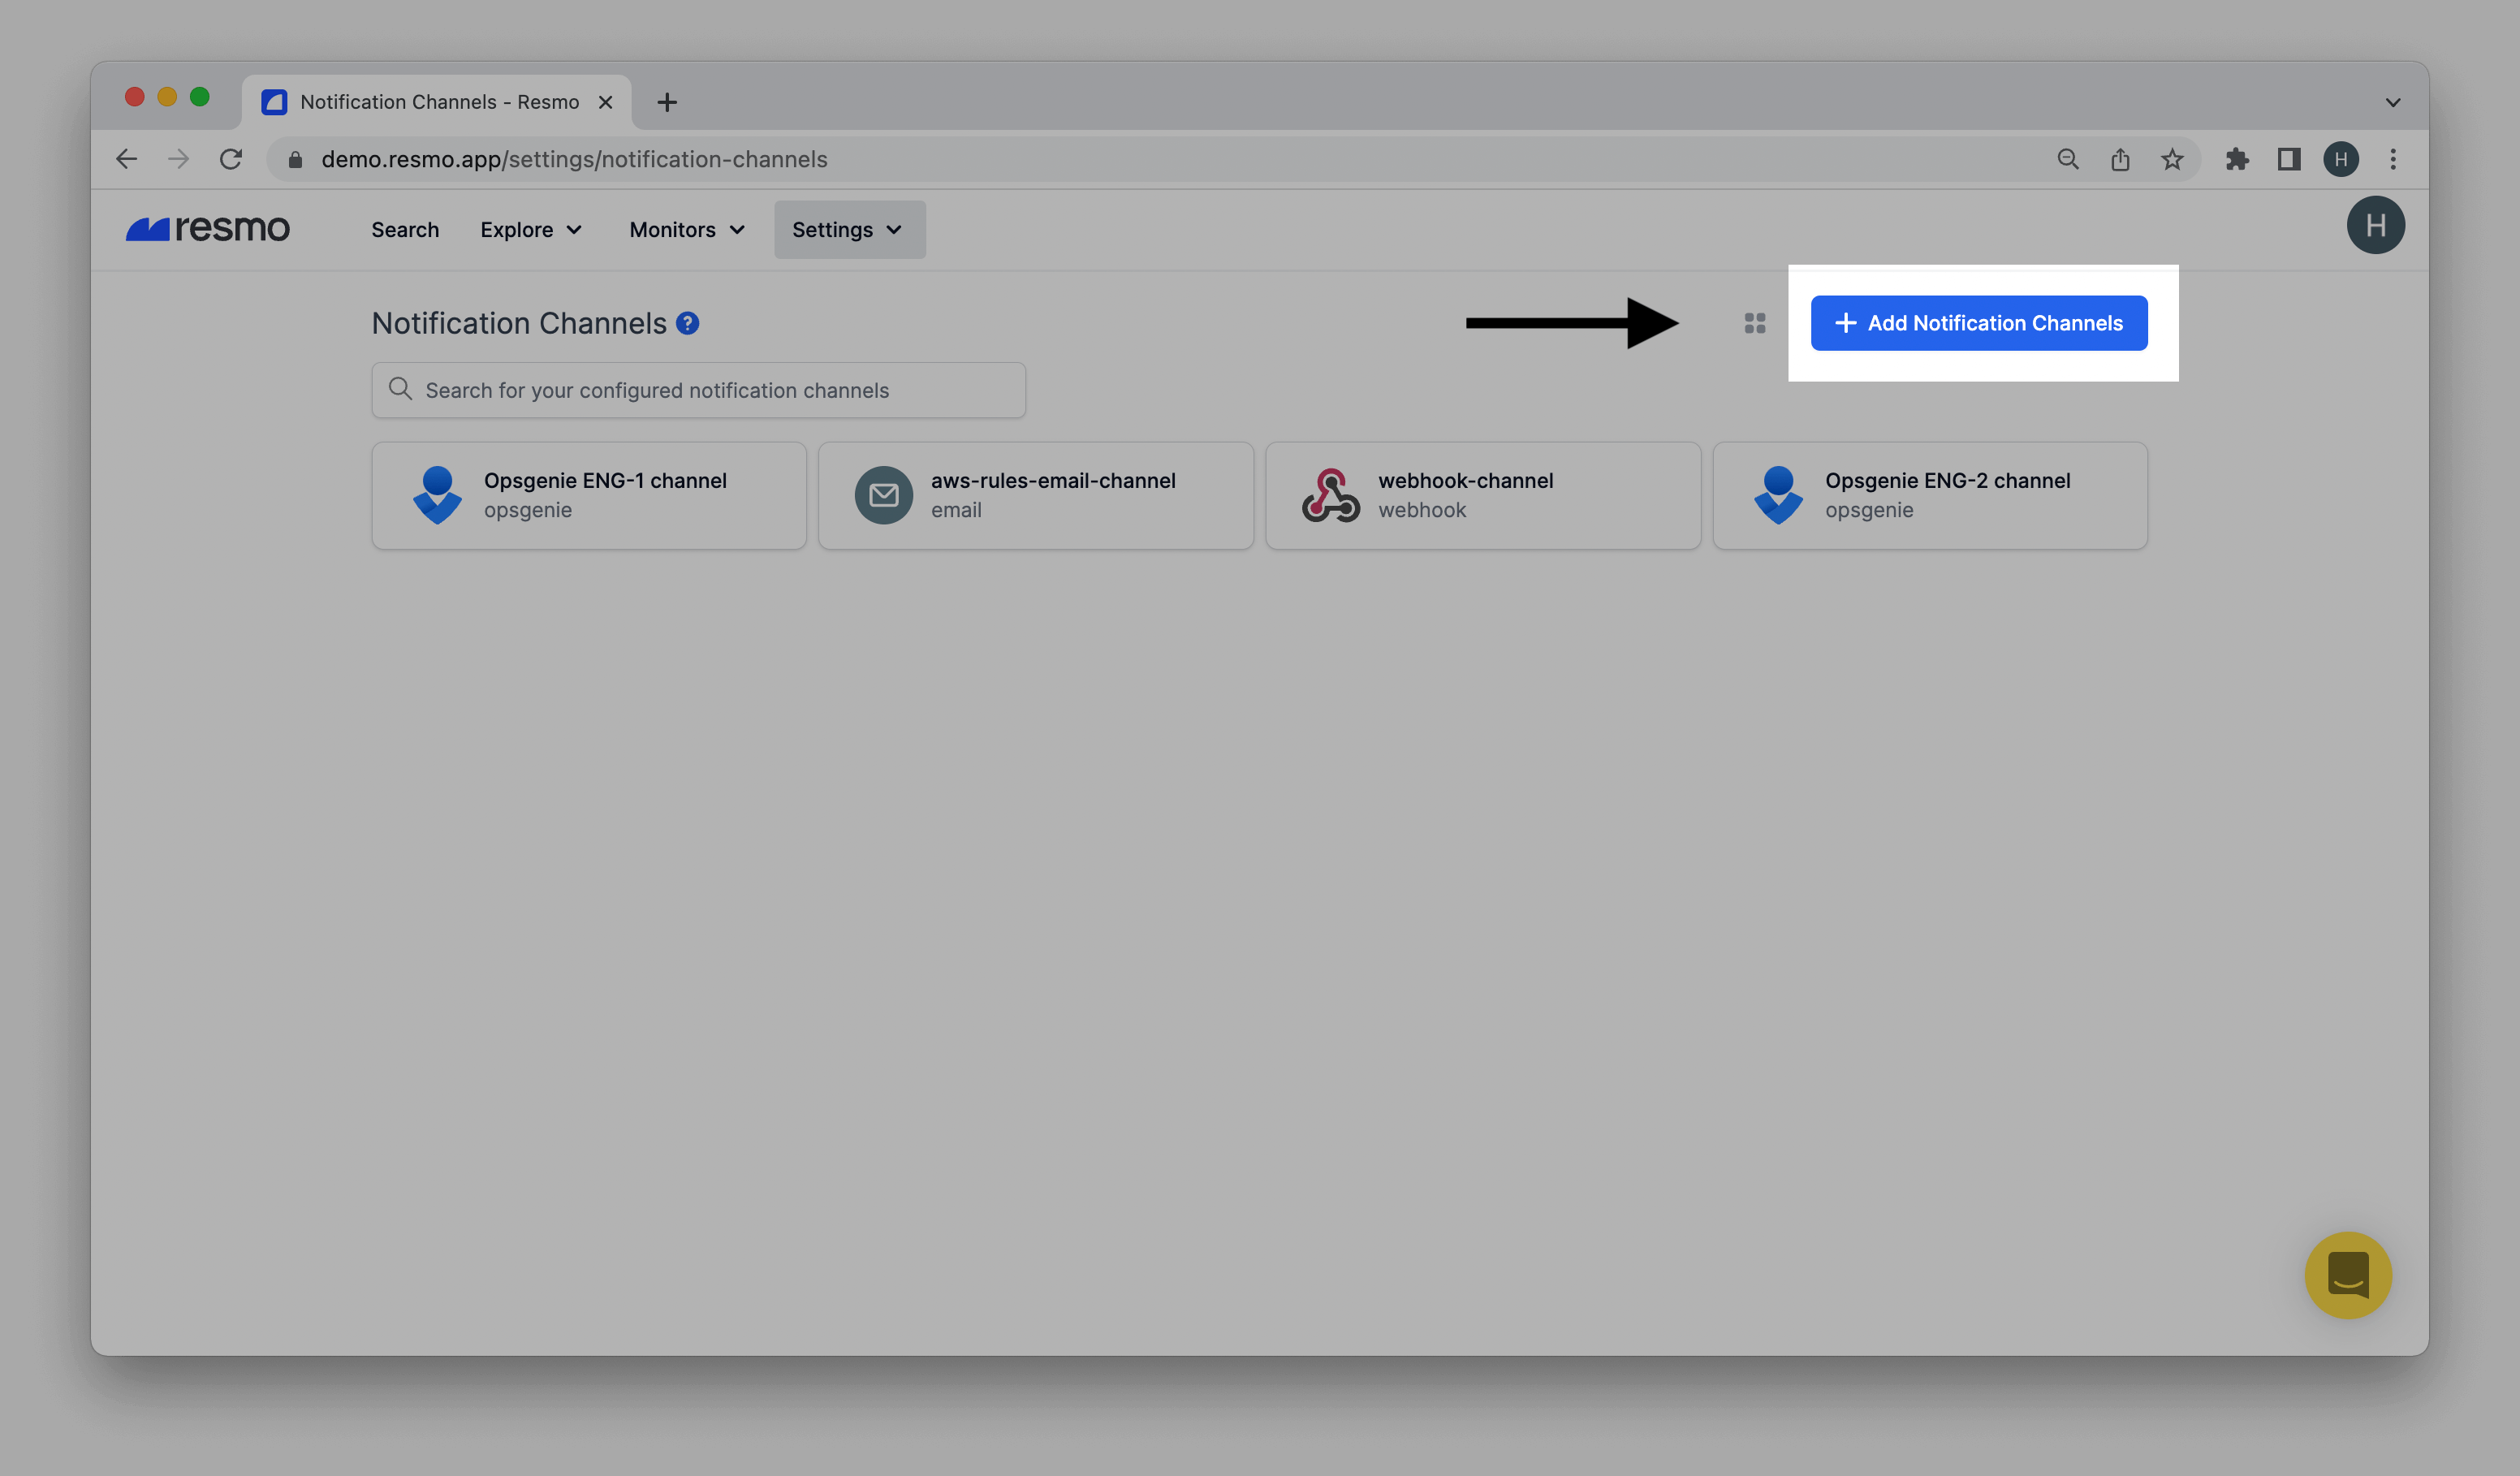 Notification Channels - Resmo
demo.resmo.app/settings/notification-channels
H
resmo
Search
Explore
Monitors
Settings
H
Notification Channels ?
Add Notification Channels
Search for your configured notification channels
Opsgenie ENG-1 channel
opsgenie
aws-rules-email-channel
email
webhook-channel
webhook
Opsgenie ENG-2 channel
opsgenie